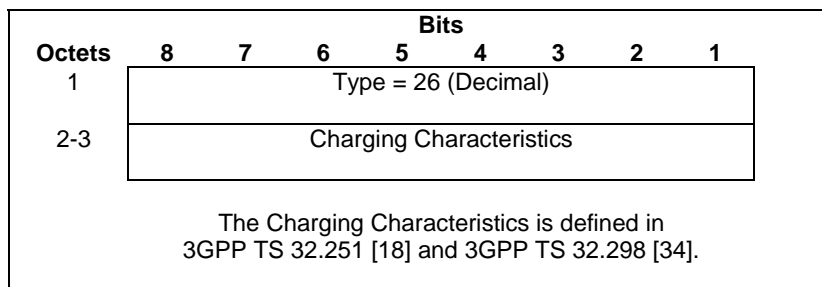 Bits
Octets 8 7 6 5 4 3 2 1
1 Type = 26 (Decimal)
2-3 Charging Characteristics
The Charging Characteristics is defined in
3GPP TS 32.251 [18] and 3GPP TS 32.298 [34].